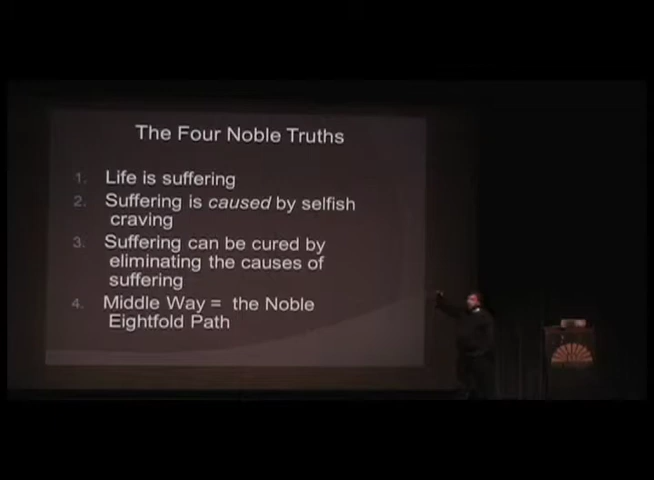 The Four Noble Truths
1. Life is suffering
2. Suffering is caused by selfish
craving
3. Suffering can be cured by
eliminating the causes of
suffering
4. Middle Way = the Noble
Eightfold Path